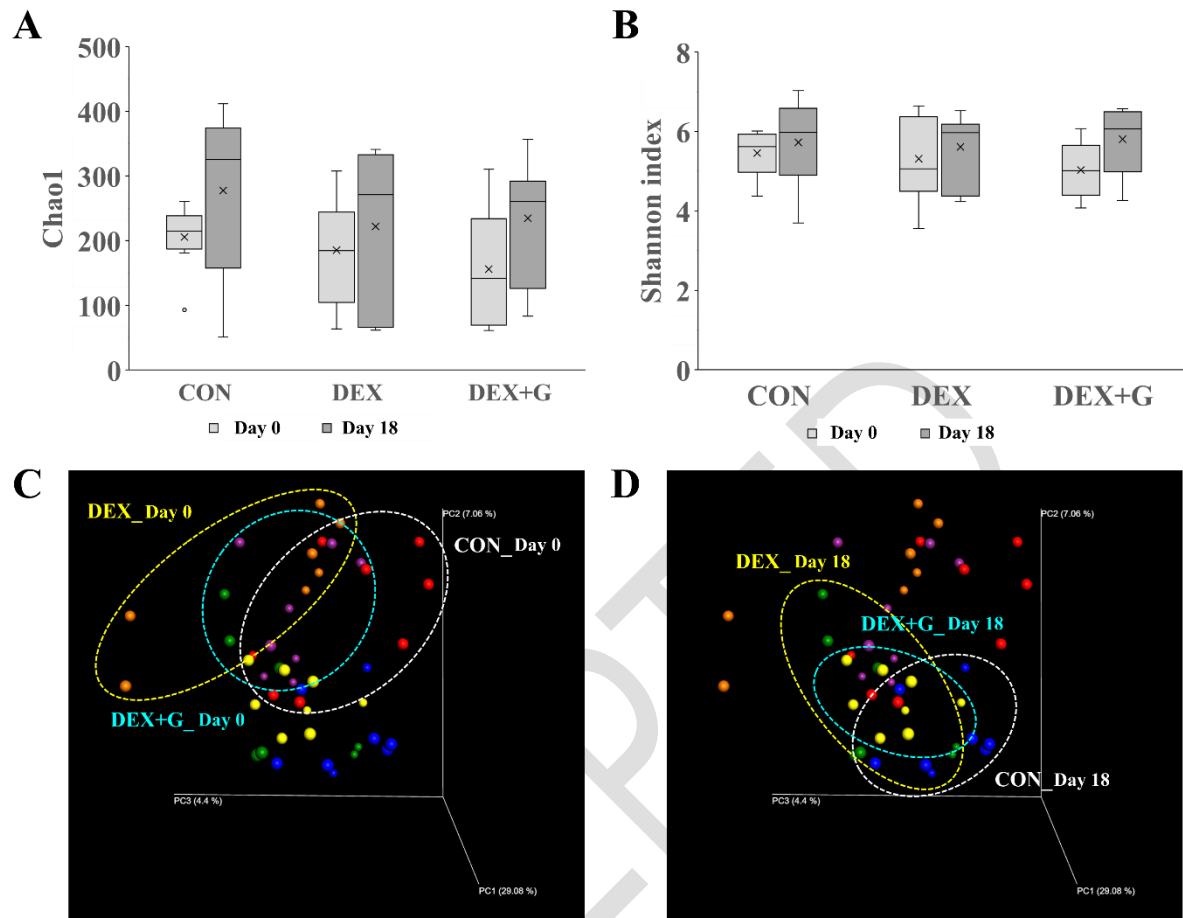 A
500
400
300
200
100
0
Chao1
CON
DEX
DEX+G
Day 0
Day 18
B
8
6
4
2
0
Shannon index
CON
DEX
DEX+G
Day 0
Day 18
C
DEX_Day 0
PC2 (7.06 %)
CON_Day 0
DEX+G_Day 0
PC3 (4.4 %)
PC1 (29.08 %)
D
PC2 (7.06 %)
DEX_Day 18
DEX+G_Day 18
CON_Day 18
PC3 (4.4 %)
PC1 (29.08 %)